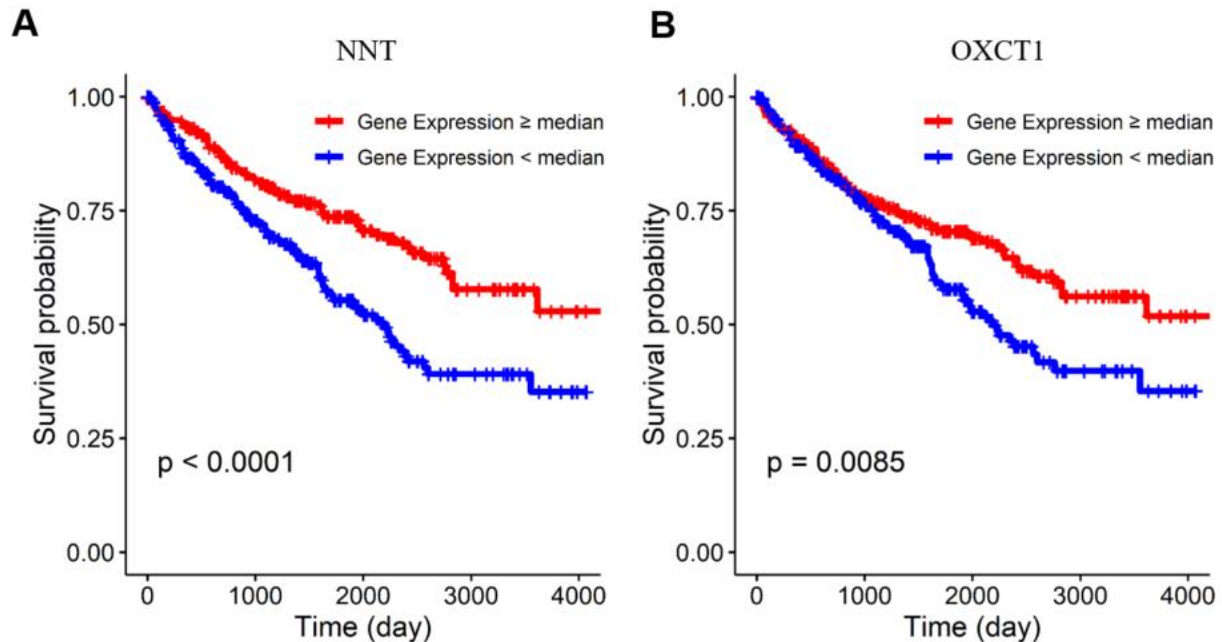 A
NNT
1.00
0.75
0.50
0.25
0.00
Survival probability
Gene Expression ≥ median
Gene Expression < median
p < 0.0001
0 1000 2000 3000 4000
Time (day)
B
OXCT1
1.00
0.75
0.50
0.25
0.00
Survival probability
Gene Expression ≥ median
Gene Expression < median
p = 0.0085
0 1000 2000 3000 4000
Time (day)